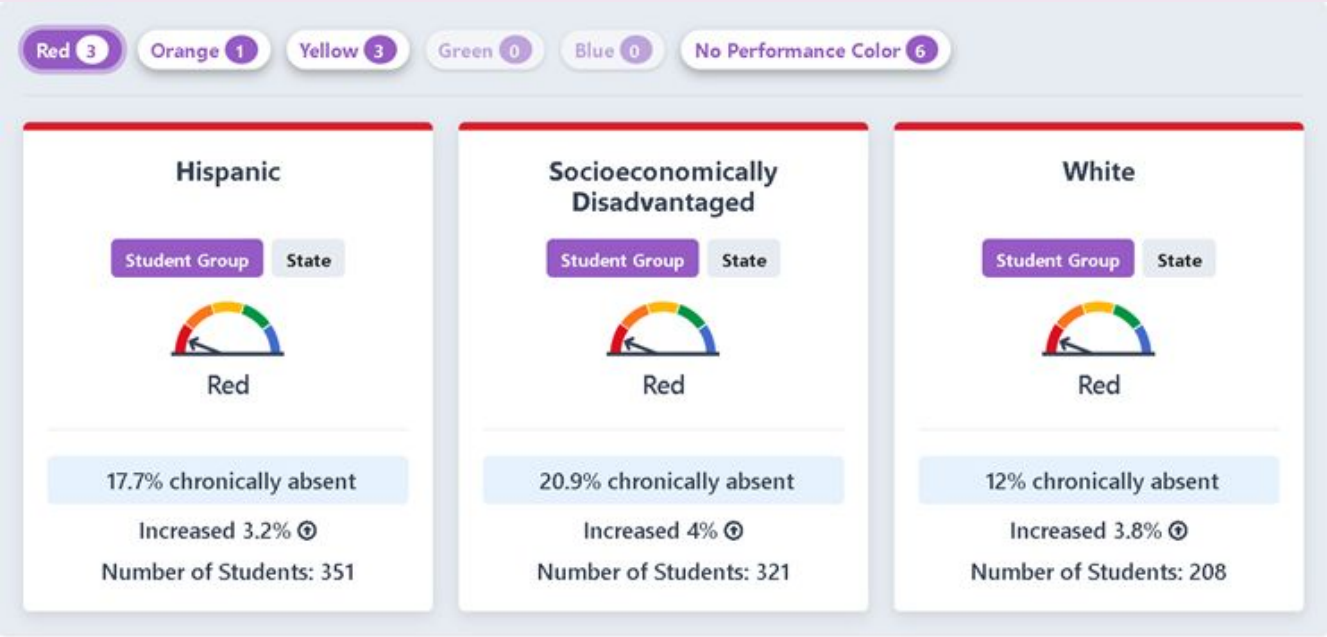 Red 3 Orange 1 Yellow 3 Green 0 Blue 0 No Performance Color 6
Hispanic
Student Group State
Red
17.7% chronically absent
Increased 3.2%
Number of Students: 351
Socioeconomically
Disadvantaged
Student Group State
Red
20.9% chronically absent
Increased 4%
Number of Students: 321
White
Student Group State
Red
12% chronically absent
Increased 3.8%
Number of Students: 208